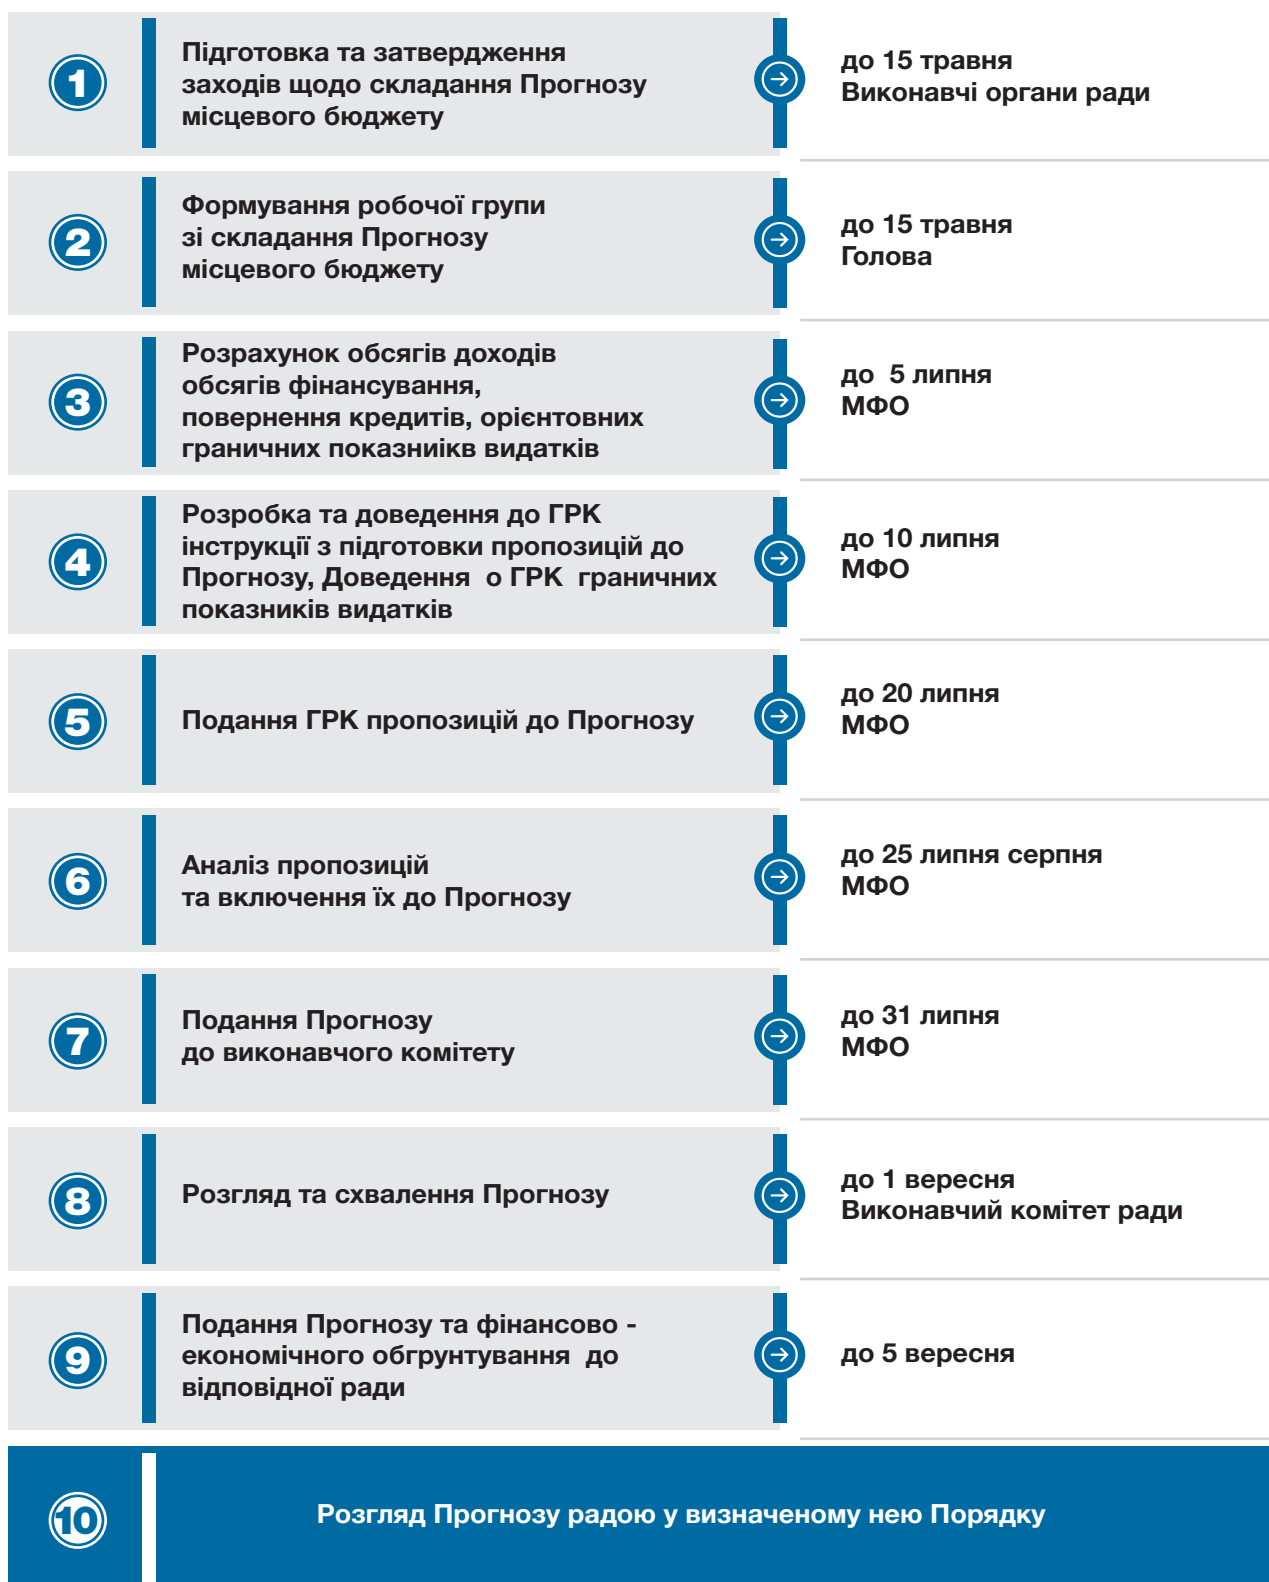 1
Підготовка та затвердження
заходів щодо складання Прогнозу
місцевого бюджету
до 15 травня
Виконавчі органи ради
2
Формування робочої групи
зі складання Прогнозу
місцевого бюджету
до 15 травня
Голова
3
Розрахунок обсягів доходів
обсягів фінансування,
повернення кредитів, орієнтовних
граничних показниікв видатків
до 5 липня
МФО
4
Розробка та доведення до ГРК
інструкції з підготовки пропозицій до
Прогнозу, Доведення о ГРК граничних
показників видатків
до 10 липня
МФО
5
Подання ГРК пропозицій до Прогнозу
до 20 липня
МФО
6
Аналіз пропозицій
та включення їх до Прогнозу
до 25 липня серпня
МФО
7
Подання Прогнозу
до виконавчого комітету
до 31 липня
МФО
8
Розгляд та схвалення Прогнозу
до 1 вересня
Виконавчий комітет ради
9
Подання Прогнозу та фінансово -
економічного обгрунтування до
відповідної ради
до 5 вересня
10
Розгляд Прогнозу радою у визначеному нею Порядку